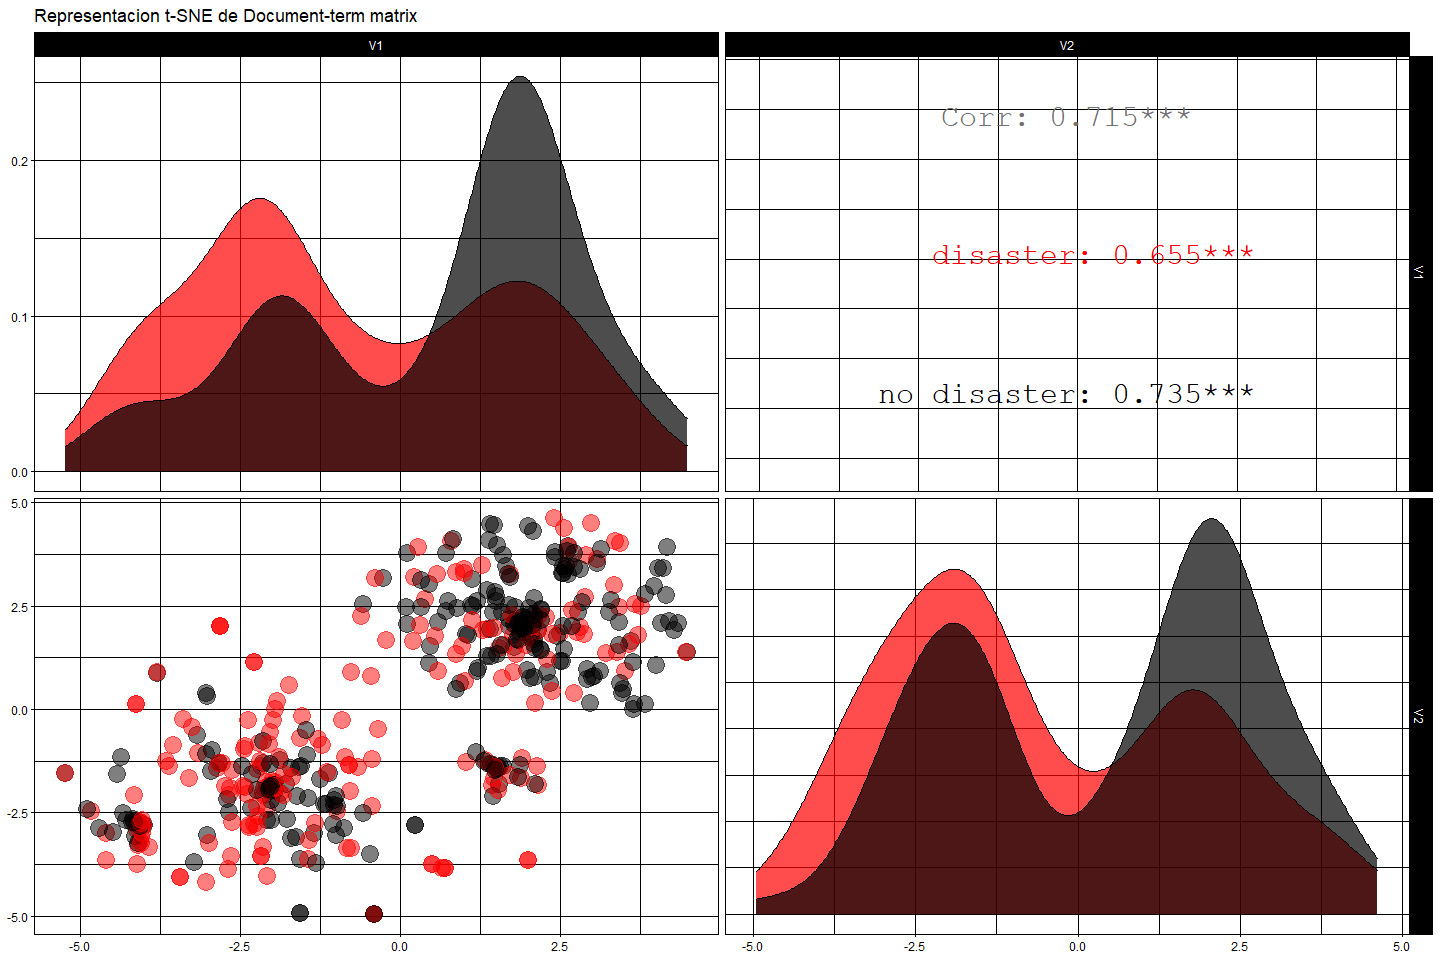 Representacion t-SNE de Document-term matrix
V1
V2
0.2
0.1
0.0
Corr: 0.715***
disaster: 0.655***
no disaster: 0.735***
V1
5.0
2.5
0.0
-2.5
-5.0
V2
-5.0
-2.5
0.0
2.5
-5.0
-2.5
0.0
2.5
5.0